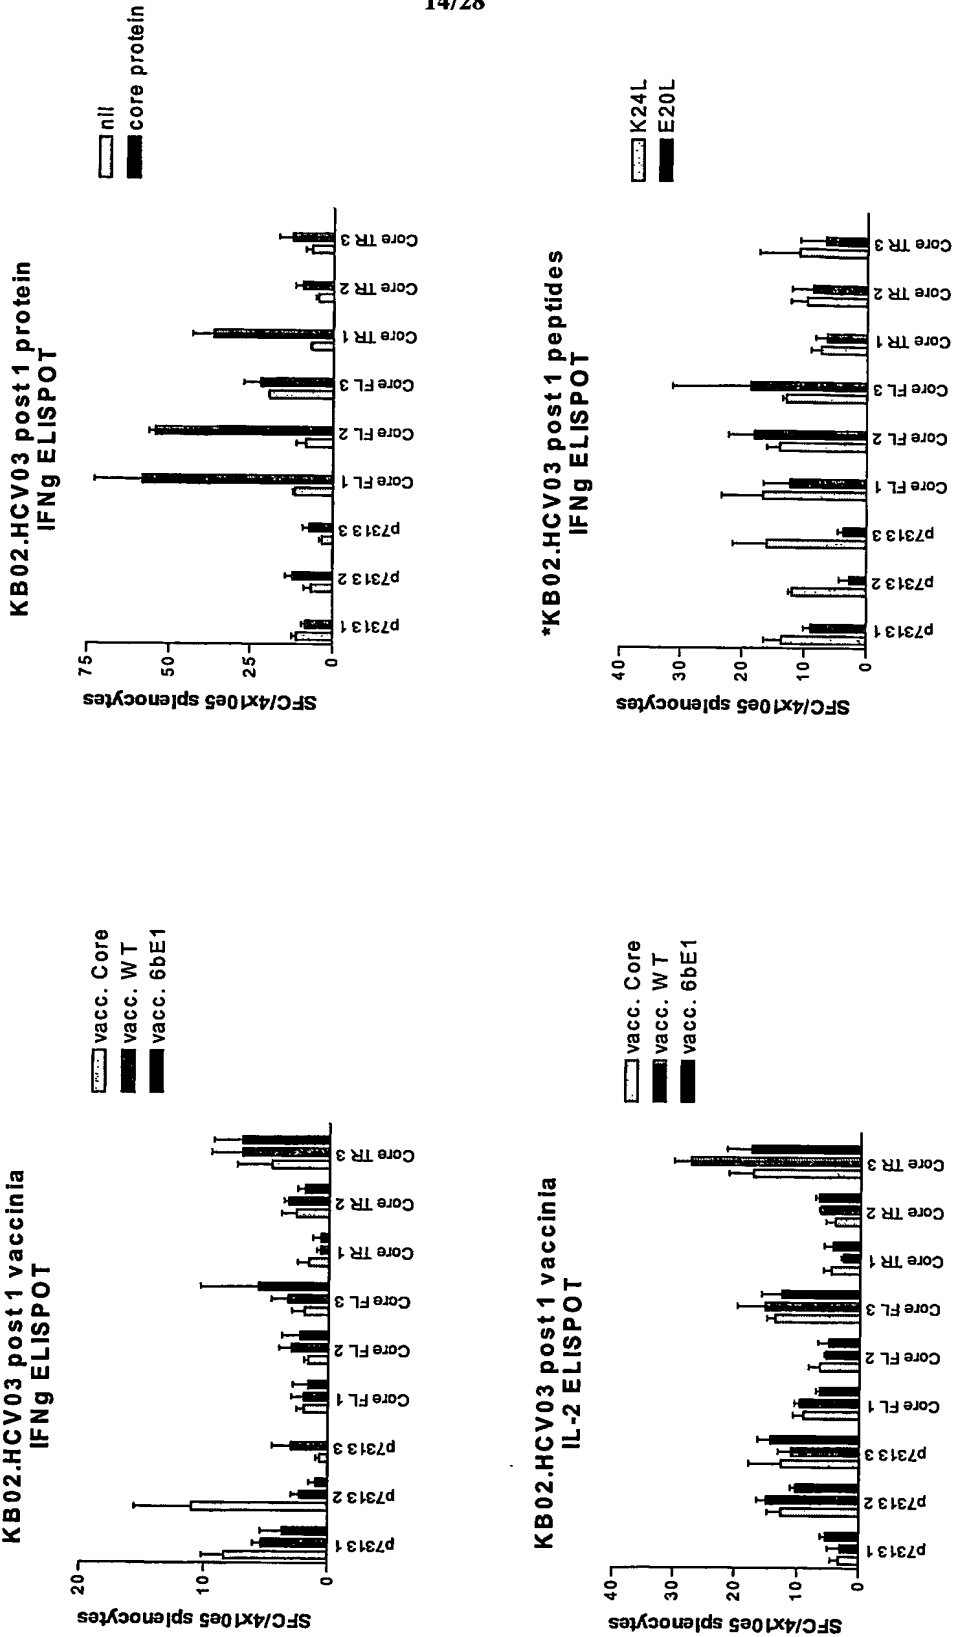 14/28
KB02.HCV03 post 1 vaccinia
IFNg ELISPOT
SFC/4x10e5 splenocytes
20
10
0
p7313 1
p7313 2
p7313 3
Core FL 1
Core FL 2
Core FL 3
Core TR 1
Core TR 2
Core TR 3
vacc. Core
vacc. WT
vacc. 6bE1
KB02.HCV03 post 1 protein
IFNg ELISPOT
SFC/4x10e5 splenocytes
75
50
25
0
p7313 1
p7313 2
p7313 3
Core FL 1
Core FL 2
Core FL 3
Core TR 1
Core TR 2
Core TR 3
nil
core protein
KB02.HCV03 post 1 vaccinia
IL-2 ELISPOT
SFC/4x10e5 splenocytes
40
30
20
10
0
p7313 1
p7313 2
p7313 3
Core FL 1
Core FL 2
Core FL 3
Core TR 1
Core TR 2
Core TR 3
vacc. Core
vacc. WT
vacc. 6bE1
*KB02.HCV03 post 1 peptides
IFNg ELISPOT
SFC/4x10e5 splenocytes
40
30
20
10
0
p7313 1
p7313 2
p7313 3
Core FL 1
Core FL 2
Core FL 3
Core TR 1
Core TR 2
Core TR 3
K24L
E20L